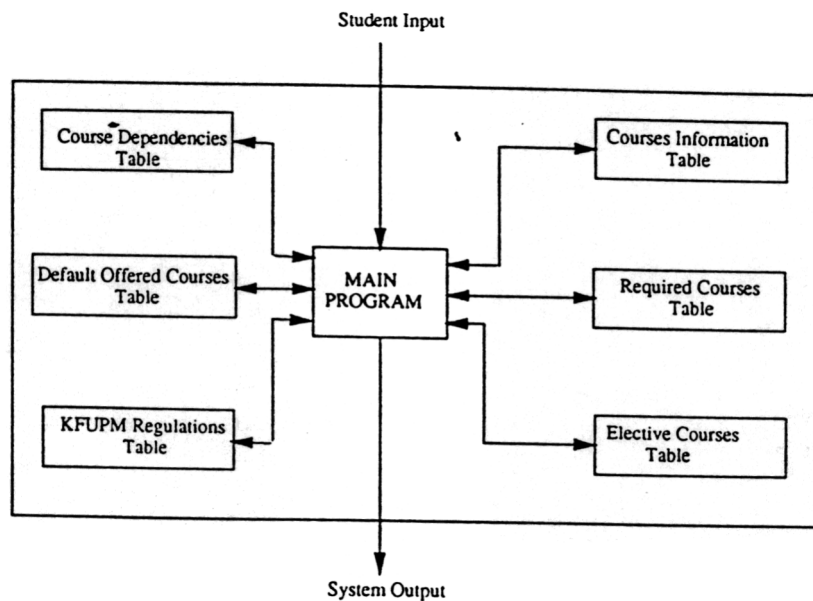 Student Input
Course Dependencies
Table
Courses Information
Table
Default Offered Courses
Table
MAIN
PROGRAM
Required Courses
Table
KFUPM Regulations
Table
Elective Courses
Table
System Output